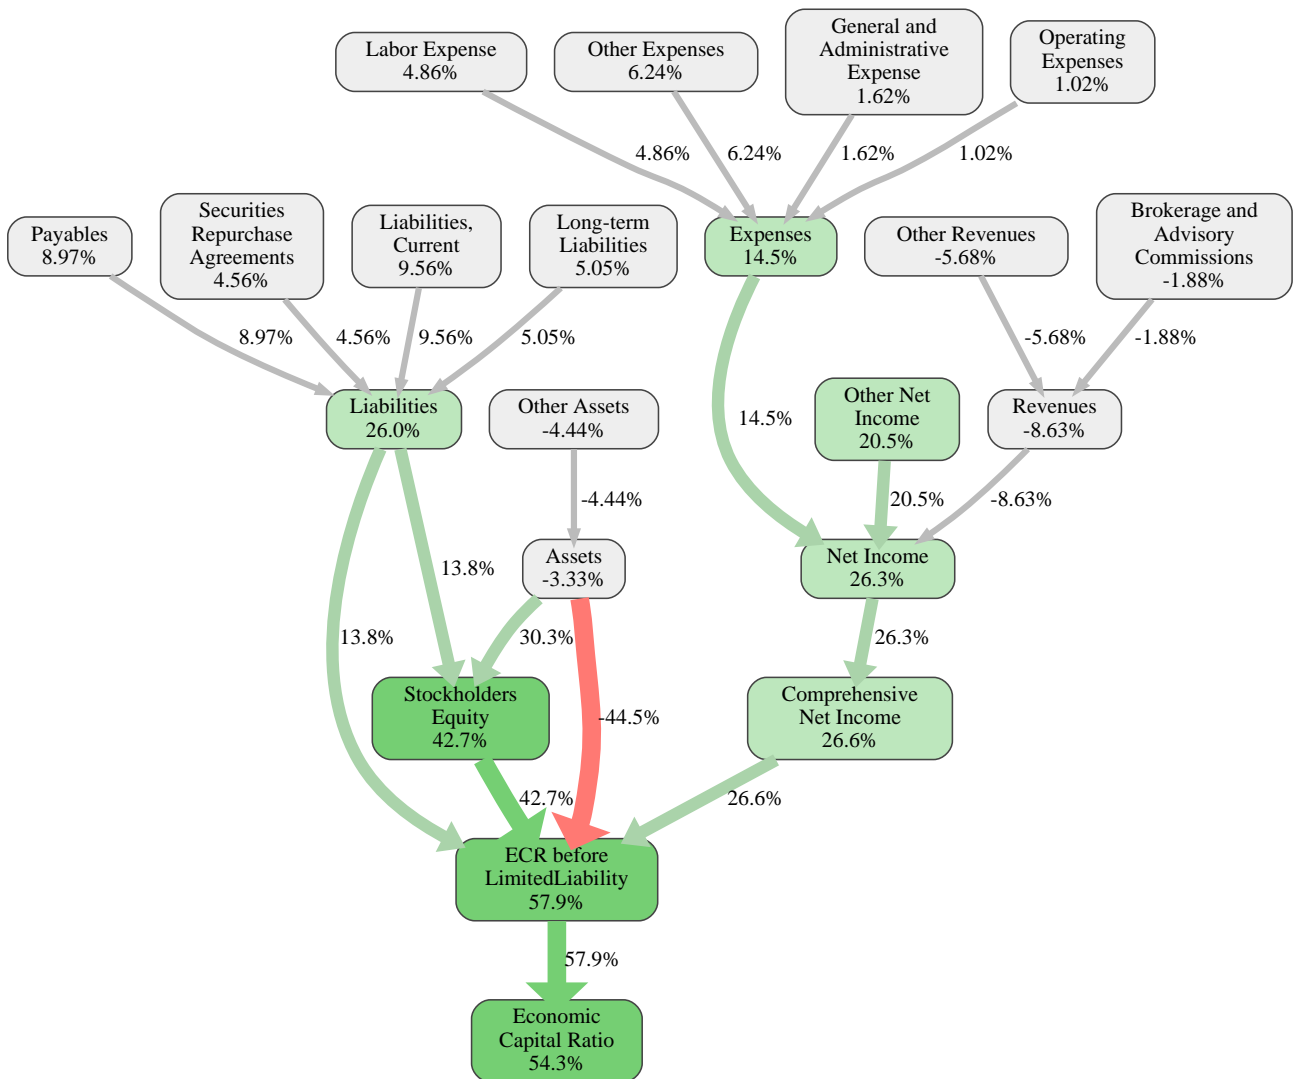 Labor Expense
4.86%
Other Expenses
6.24%
General and
Administrative
Expense
1.62%
Operating
Expenses
1.02%
4.86%
6.24%
1.62%
1.02%
Payables
8.97%
Securities
Repurchase
Agreements
4.56%
Liabilities,
Current
9.56%
Long-term
Liabilities
5.05%
Expenses
14.5%
Other Revenues
-5.68%
Brokerage and
Advisory
Commissions
-1.88%
8.97%
4.56%
9.56%
5.05%
-5.68%
-1.88%
Liabilities
26.0%
Other Assets
-4.44%
14.5%
Other Net
Income
20.5%
Revenues
-8.63%
-4.44%
20.5%
-8.63%
13.8%
Assets
-3.33%
Net Income
26.3%
13.8%
30.3%
26.3%
Stockholders
Equity
42.7%
-44.5%
Comprehensive
Net Income
26.6%
42.7%
26.6%
ECR before
LimitedLiability
57.9%
57.9%
Economic
Capital Ratio
54.3%